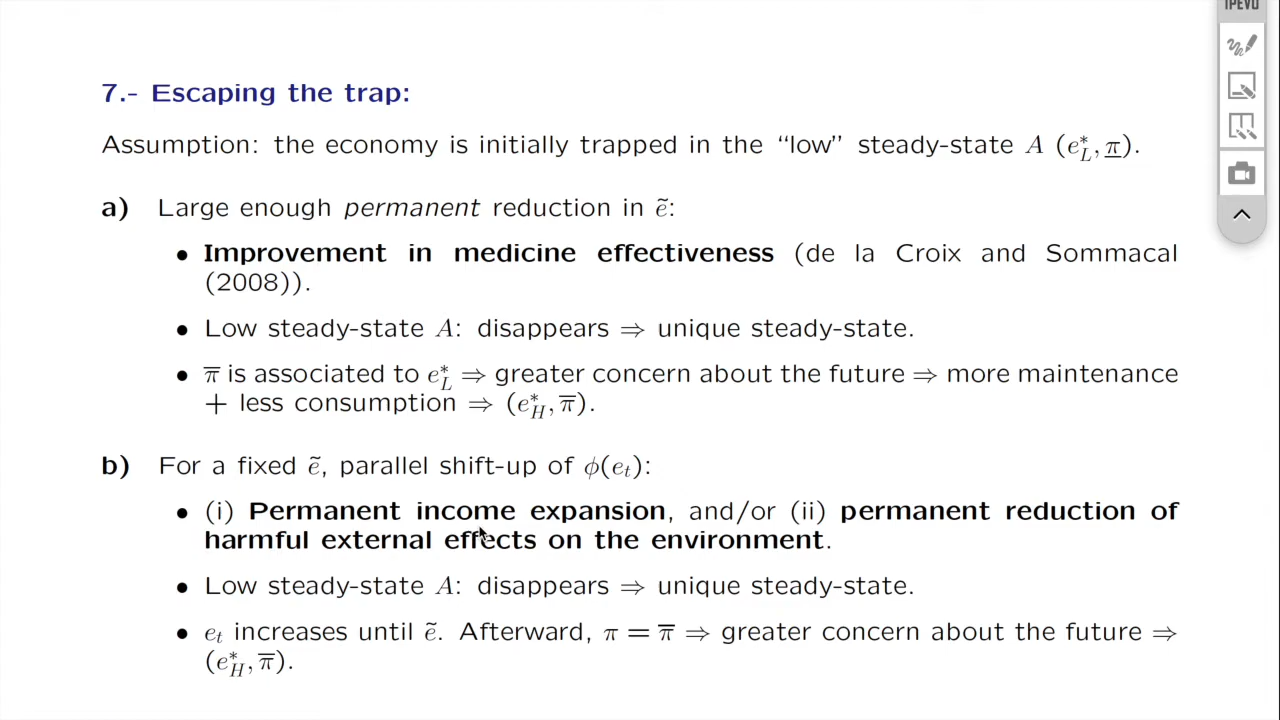 IPEVO
7.- Escaping the trap:
Assumption: the economy is initially trapped in the “low” steady-state A (e*_L, π̲).
a) Large enough permanent reduction in ẽ:
• Improvement in medicine effectiveness (de la Croix and Sommacal
(2008)).
• Low steady-state A: disappears ⇒ unique steady-state.
• π̅ is associated to e*_L ⇒ greater concern about the future ⇒ more maintenance
+ less consumption ⇒ (e*_H, π̅).
b) For a fixed ẽ, parallel shift-up of ϕ(e_t):
• (i) Permanent income expansion, and/or (ii) permanent reduction of
harmful external effects on the environment.
• Low steady-state A: disappears ⇒ unique steady-state.
• e_t increases until ẽ. Afterward, π = π̅ ⇒ greater concern about the future ⇒
(e*_H, π̅).